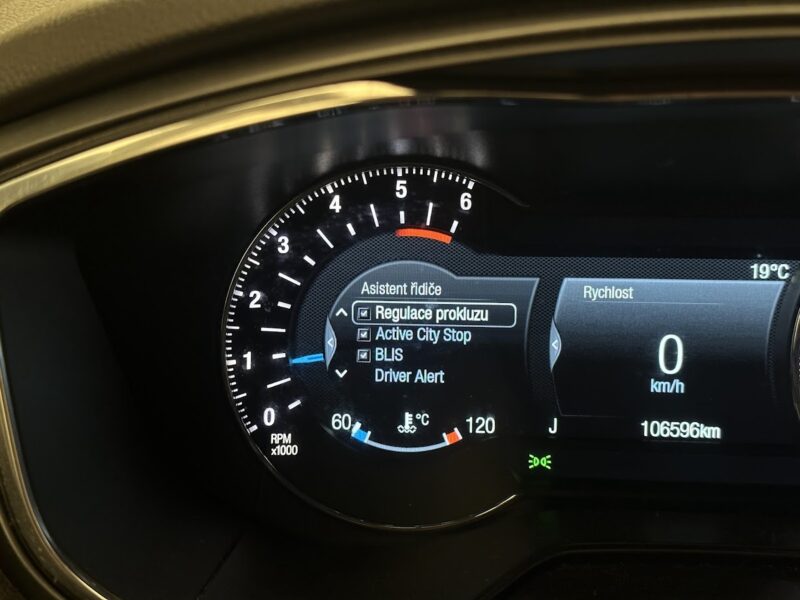 0
1
2
3
4
5
6
RPM
x1000
Asistent řidiče
Regulace prokluzu
Active City Stop
BLIS
Driver Alert
60
°C
120
19°C
Rychlost
0
km/h
J
106596km